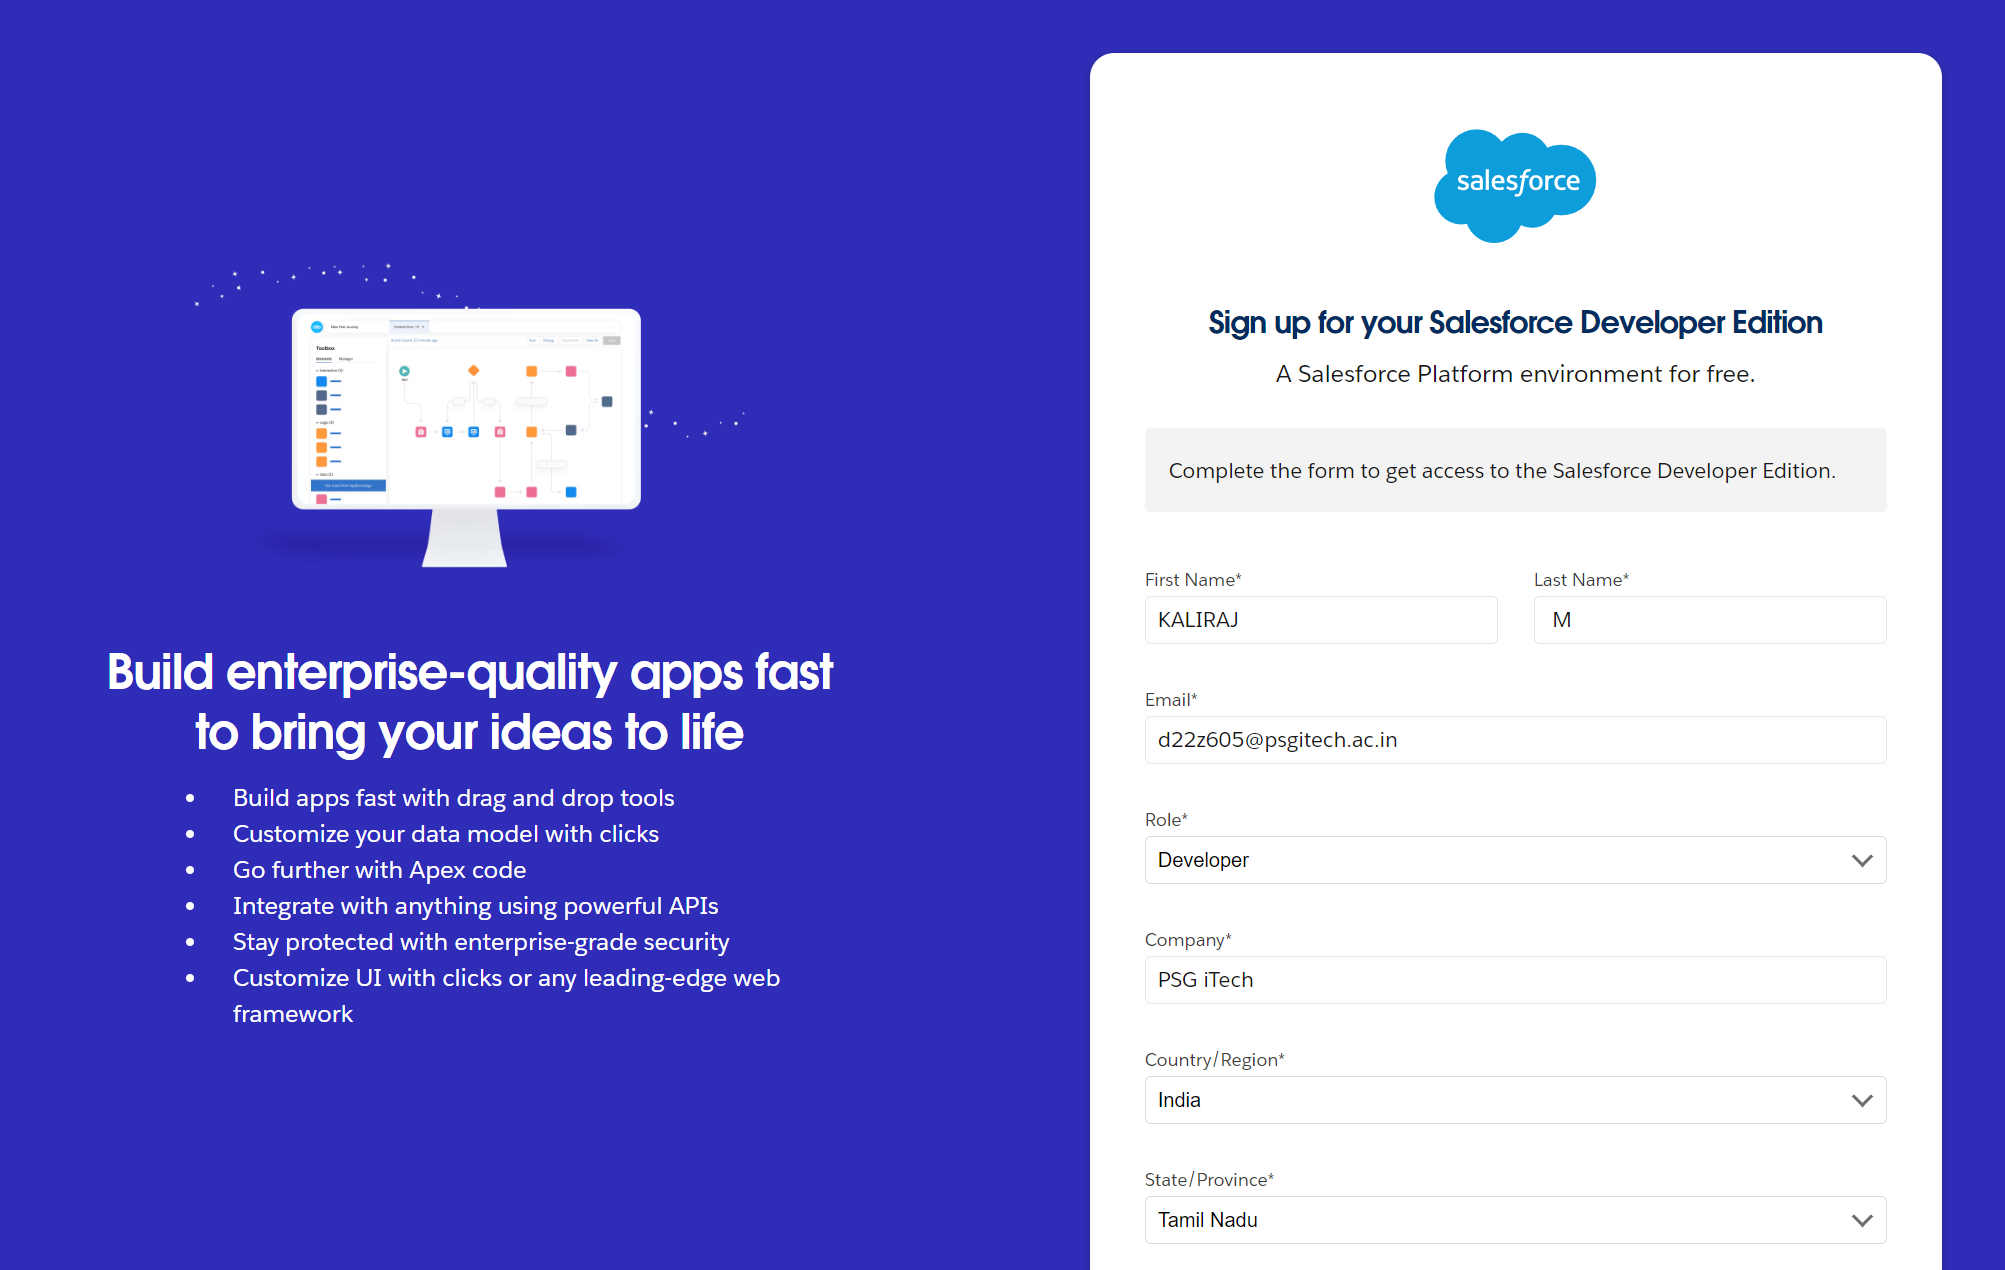 Toolbox
Elements Manager
Build enterprise-quality apps fast
to bring your ideas to life
• Build apps fast with drag and drop tools
• Customize your data model with clicks
• Go further with Apex code
• Integrate with anything using powerful APIs
• Stay protected with enterprise-grade security
• Customize UI with clicks or any leading-edge web
framework
salesforce
Sign up for your Salesforce Developer Edition
A Salesforce Platform environment for free.
Complete the form to get access to the Salesforce Developer Edition.
First Name* Last Name*
KALIRAJ M
Email*
d22z605@psgitech.ac.in
Role*
Developer
Company*
PSG iTech
Country/Region*
India
State/Province*
Tamil Nadu